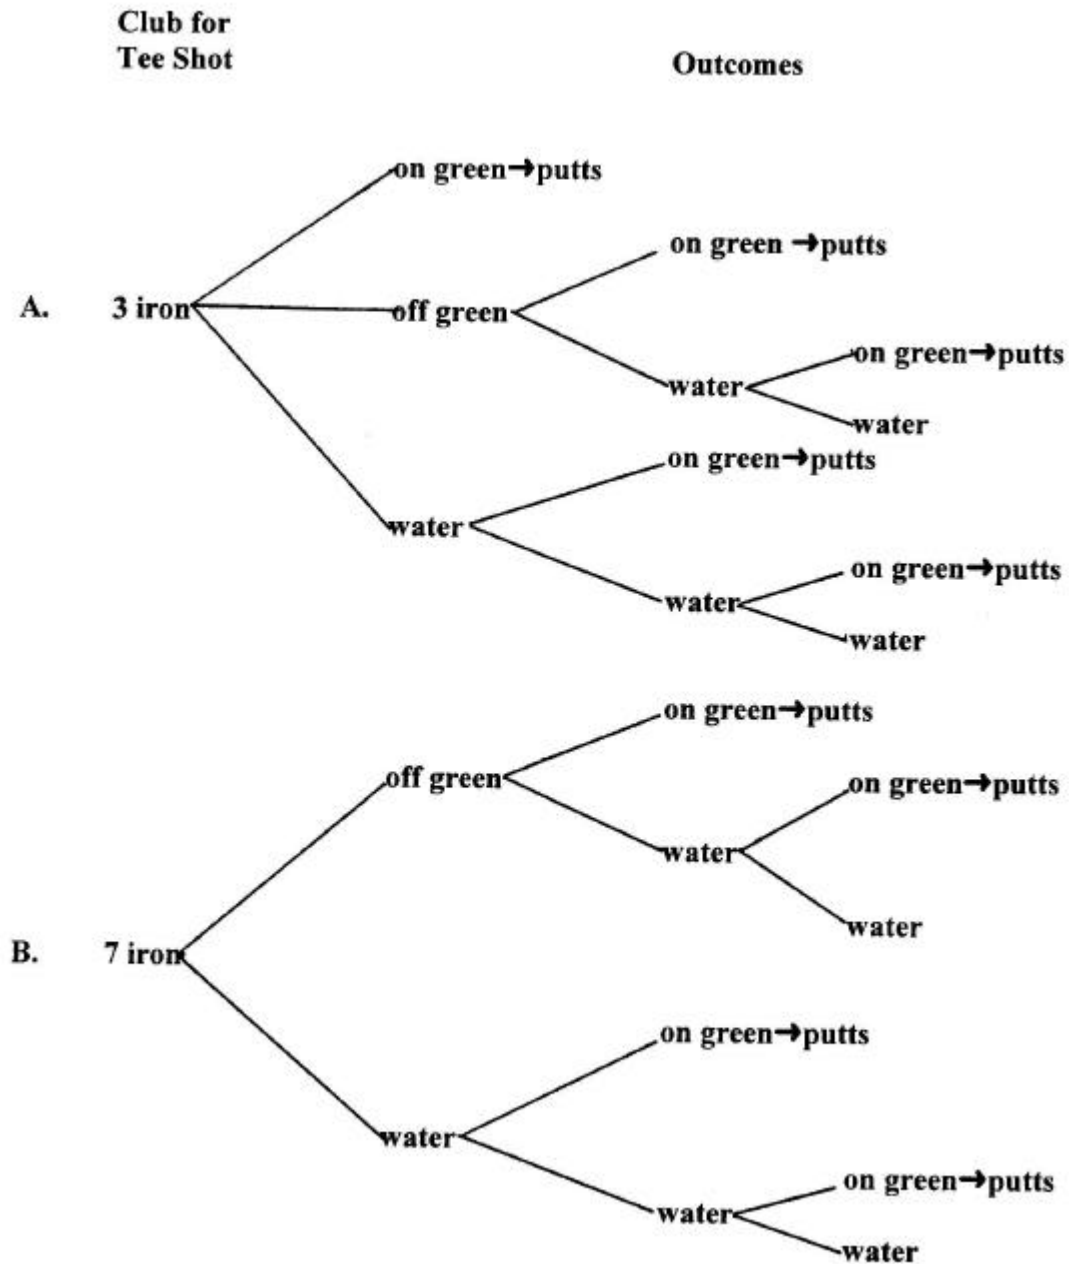 Club for
Tee Shot
Outcomes
on green→putts
on green →putts
A. 3 iron off green
on green→putts
water
water
on green→putts
water
on green→putts
water
water
on green→putts
off green
on green→putts
water
water
B. 7 iron
on green→putts
water
on green→putts
water
water